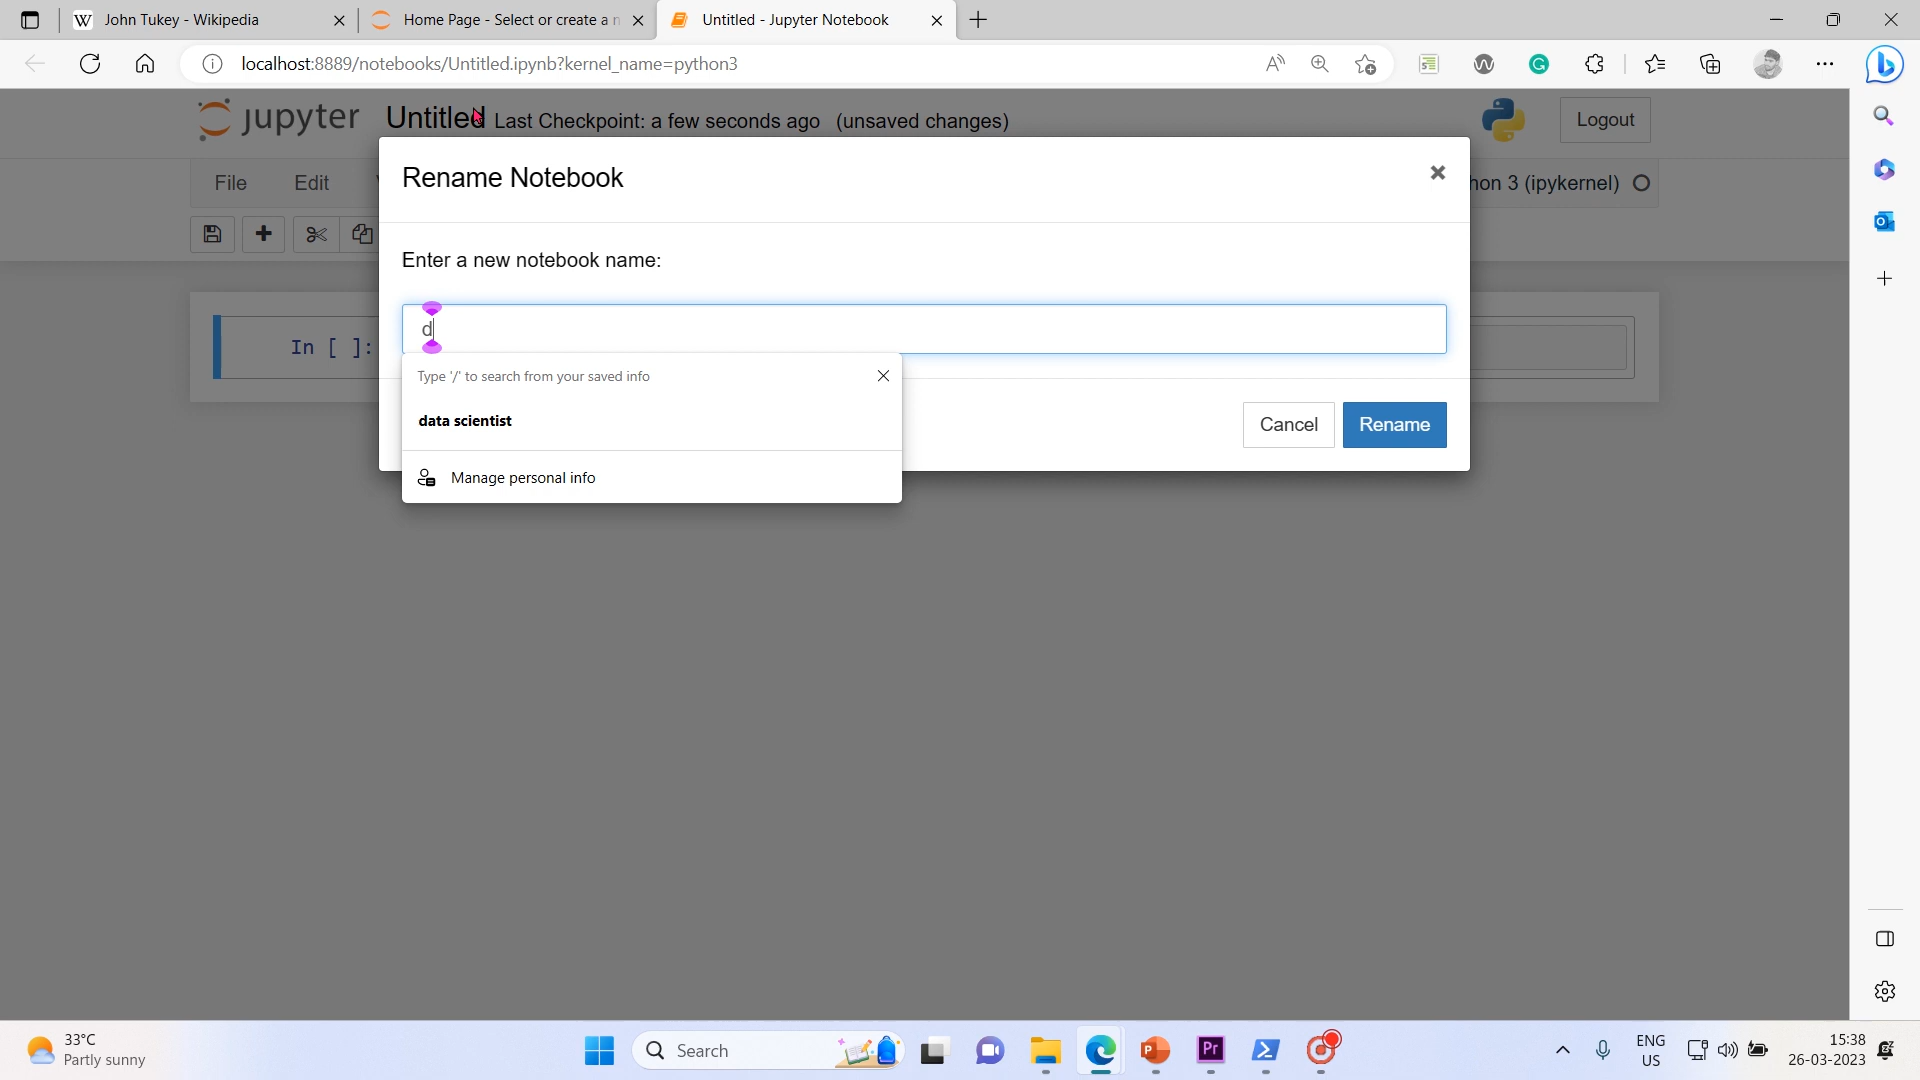 John Tukey - Wikipedia
Home Page - Select or create a n
Untitled - Jupyter Notebook
localhost:8889/notebooks/Untitled.ipynb?kernel_name=python3
jupyter Untitled Last Checkpoint: a few seconds ago (unsaved changes)
Logout
Rename Notebook
File Edit
hon 3 (ipykernel)
Enter a new notebook name:
d
In [ ]:
Type '/' to search from your saved info
data scientist
Cancel Rename
Manage personal info
33°C
Partly sunny
Search
ENG
US
15:38
26-03-2023